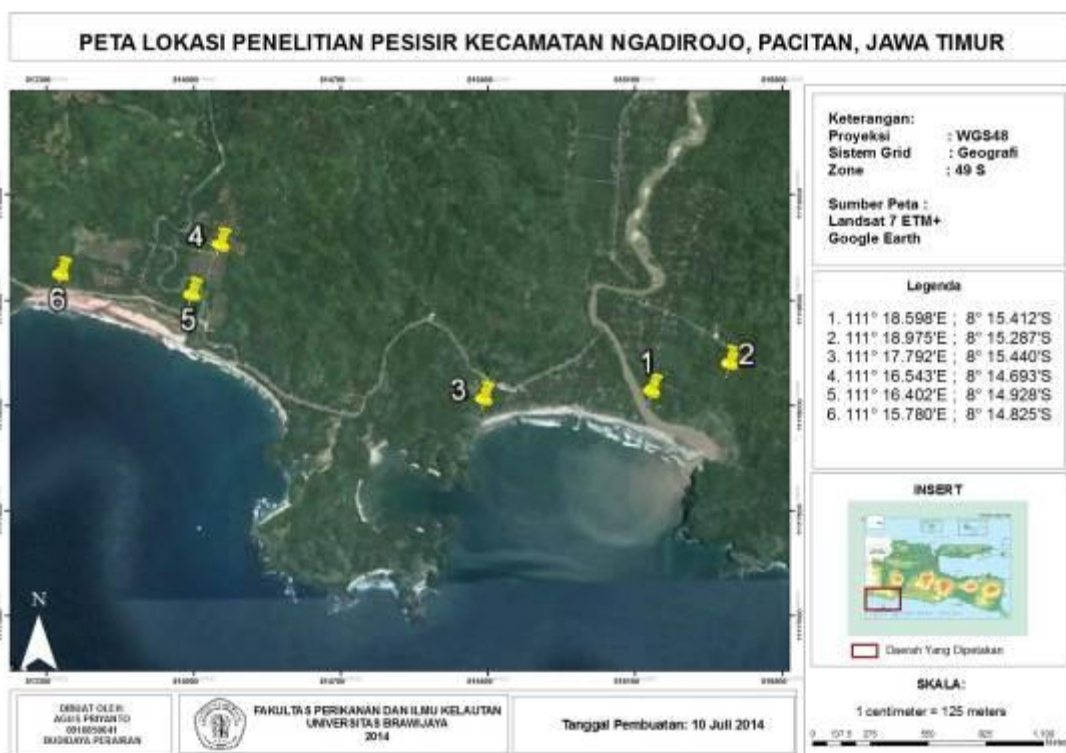 PETA LOKASI PENELITIAN PESISIR KECAMATAN NGADIROJO, PACITAN, JAWA TIMUR
4
6
5
3
1
2
N
Keterangan:
Proyeksi : WGS48
Sistem Grid : Geografi
Zone : 49 S
Sumber Peta :
Landsat 7 ETM+
Google Earth
Legenda
1. 111° 18.598'E ; 8° 15.412'S
2. 111° 18.975'E ; 8° 15.287'S
3. 111° 17.792'E ; 8° 15.440'S
4. 111° 16.543'E ; 8° 14.693'S
5. 111° 16.402'E ; 8° 14.928'S
6. 111° 15.780'E ; 8° 14.825'S
INSERT
Daerah Yang Dipetakan
SKALA:
1 centimeter = 125 meters
DIBUAT OLEH:
AGUS PRIYANTO
BUDIDAYA PERAIRAN
FAKULTAS PERIKANAN DAN ILMU KELAUTAN
UNIVERSITAS BRAWIJAYA
2014
Tanggal Pembuatan: 10 Juli 2014